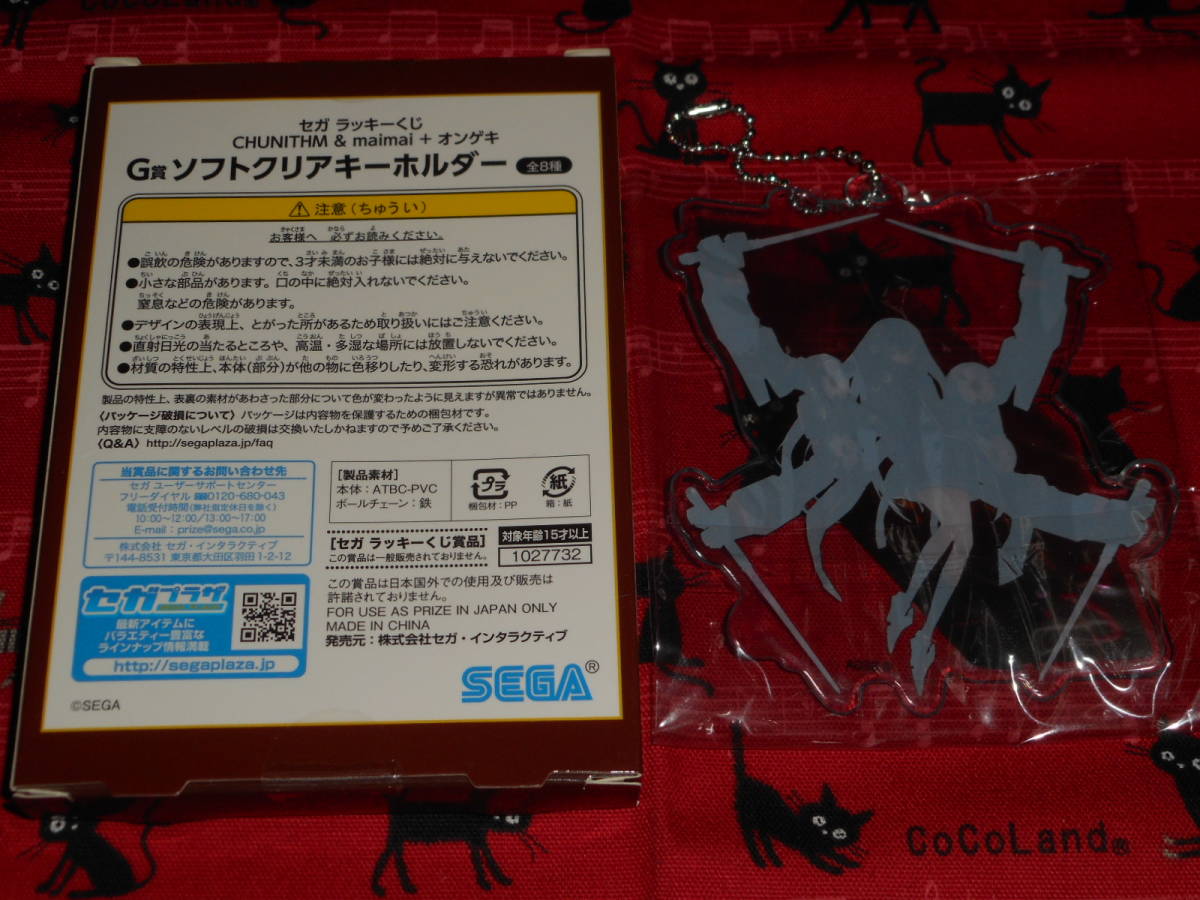 CoCoLand
セガ ラッキーくじ
CHUNITHM & maimai + オンゲキ
G賞 ソフトクリアキーホルダー 全8種
⚠ 注意（ちゅうい）
お客様へ 必ずお読みください。
●誤飲の危険がありますので、3才未満のお子様には絶対に与えないでください。
●小さな部品があります。口の中に絶対入れないでください。
窒息などの危険があります。
●デザインの表現上、とがった所があるため取り扱いにはご注意ください。
●直射日光の当たるところや、高温・多湿な場所には放置しないでください。
●材質の特性上、本体（部分）が他の物に色移りしたり、変形する恐れがあります。
製品の特性上、表裏の素材があわさった部分について色が変わったように見えますが異常ではありません。
〈パッケージ破損について〉パッケージは内容物を保護するための梱包材です。
内容物に支障のないレベルの破損は交換いたしかねますので予めご了承ください。
〈Q&A〉http://segaplaza.jp/faq
当賞品に関するお問い合わせ先
セガ ユーザーサポートセンター
フリーダイヤル 0120-680-043
電話受付時間（弊社指定休日を除く）
10:00～12:00/13:00～17:00
E-mail : prize@sega.co.jp
株式会社 セガ・インタラクティブ
〒144-8531 東京都大田区羽田1-2-12
[製品素材]
本体：ATBC-PVC
ボールチェーン：鉄
プラ
梱包材：PP
紙
箱：紙
[セガ ラッキーくじ賞品]
この賞品は一般販売されておりません。
対象年齢15才以上
1027732
セガプラザ
最新アイテムに
バラエティー豊富な
ラインナップ情報満載
http://segaplaza.jp
この賞品は日本国外での使用及び販売は
許諾されておりません。
FOR USE AS PRIZE IN JAPAN ONLY
MADE IN CHINA
発売元：株式会社セガ・インタラクティブ
SEGA®
©SEGA
CoCoLand®